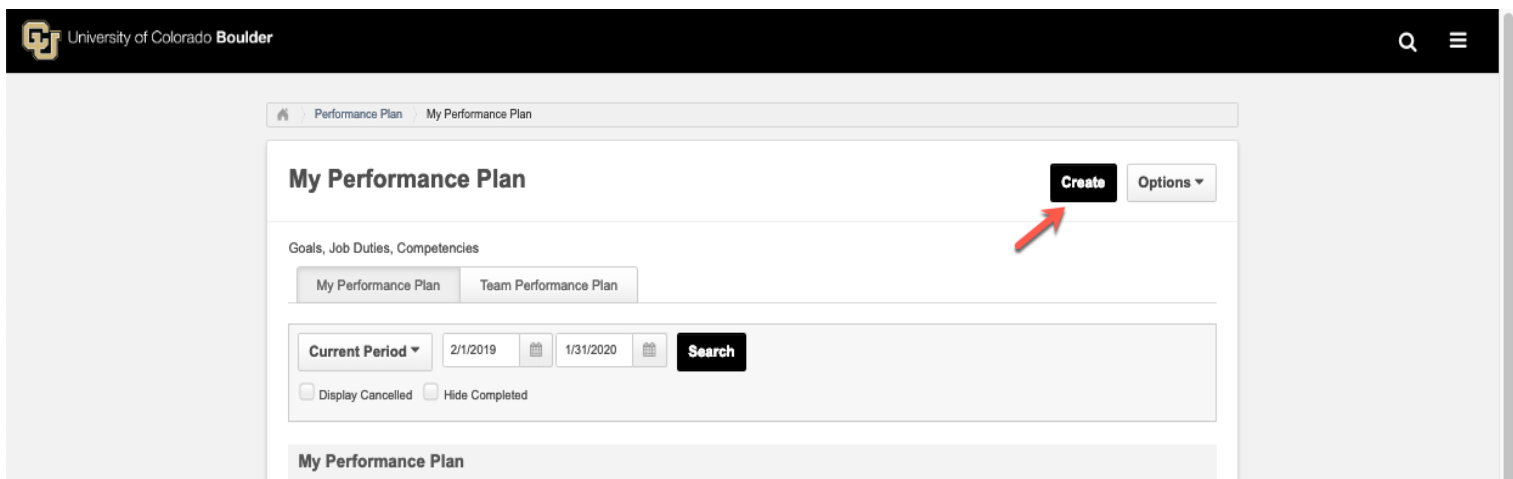 CU University of Colorado Boulder
Performance Plan My Performance Plan
My Performance Plan
Create Options
Goals, Job Duties, Competencies
My Performance Plan Team Performance Plan
Current Period 2/1/2019 1/31/2020 Search
Display Cancelled Hide Completed
My Performance Plan